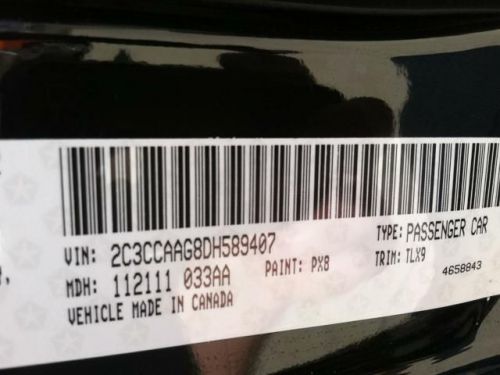 VIN: 2C3CCAAG8DH589407 TYPE: PASSENGER CAR
MDH: 112111 033AA PAINT: PX8 TRIM: TLX9
VEHICLE MADE IN CANADA 4658843